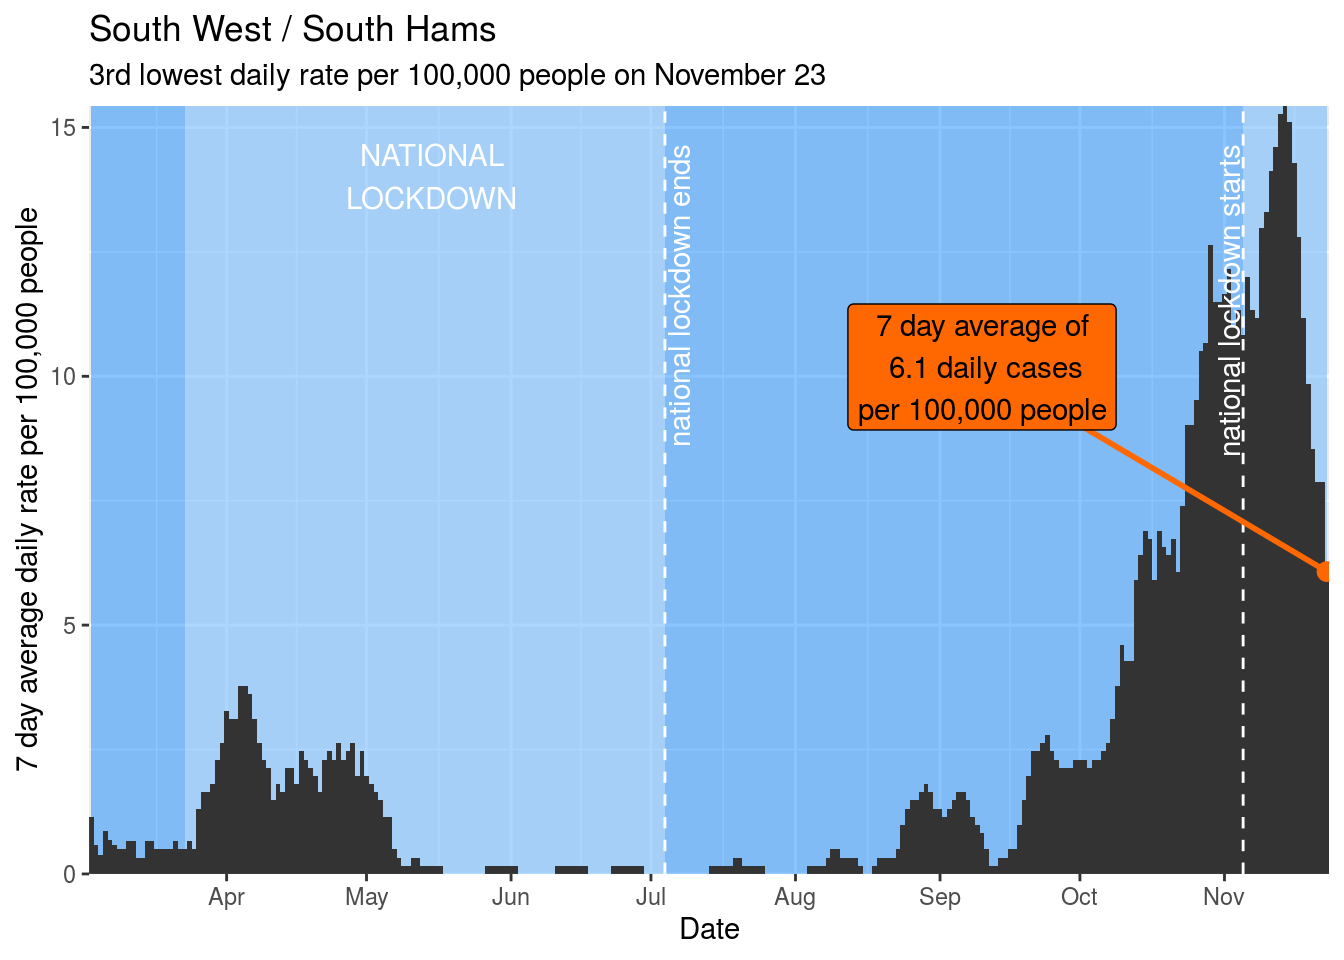 South West / South Hams
3rd lowest daily rate per 100,000 people on November 23
7 day average daily rate per 100,000 people
15
10
5
0
NATIONAL
LOCKDOWN
national lockdown ends
7 day average of
6.1 daily cases
per 100,000 people
national lockdown starts
Apr
May
Jun
Jul
Aug
Sep
Oct
Nov
Date